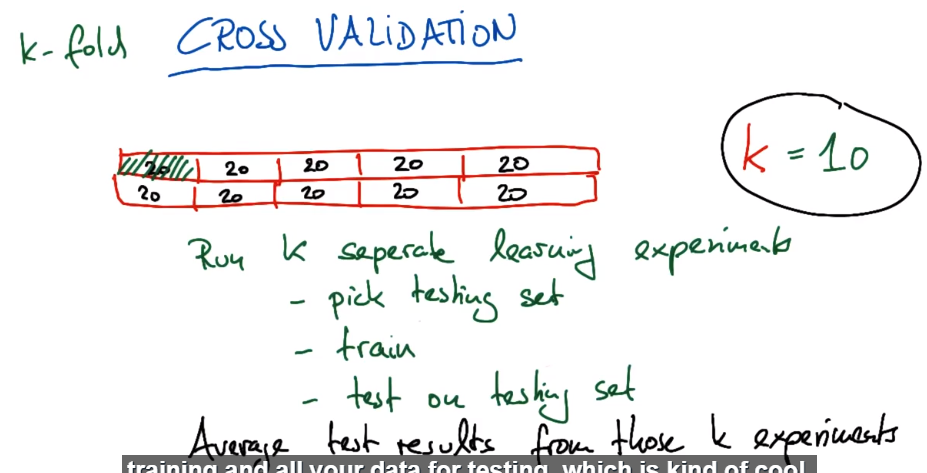 k-fold CROSS VALIDATION
20 20 20 20 20
20 20 20 20 20
k = 10
Run k seperate learning experiments
- pick testing set
- train
- test on testing set
Average test results from those k experiments
training and all your data for testing, which is kind of cool.